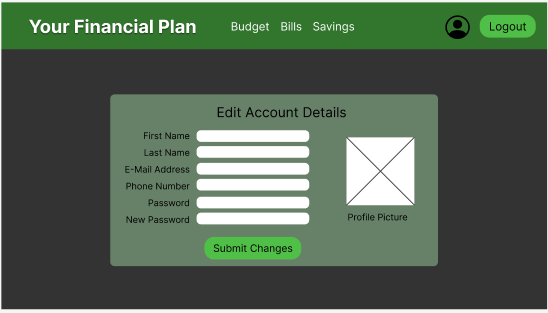 Your Financial Plan Budget Bills Savings Logout
Edit Account Details
First Name
Last Name
E-Mail Address
Phone Number
Password
New Password
Profile Picture
Submit Changes